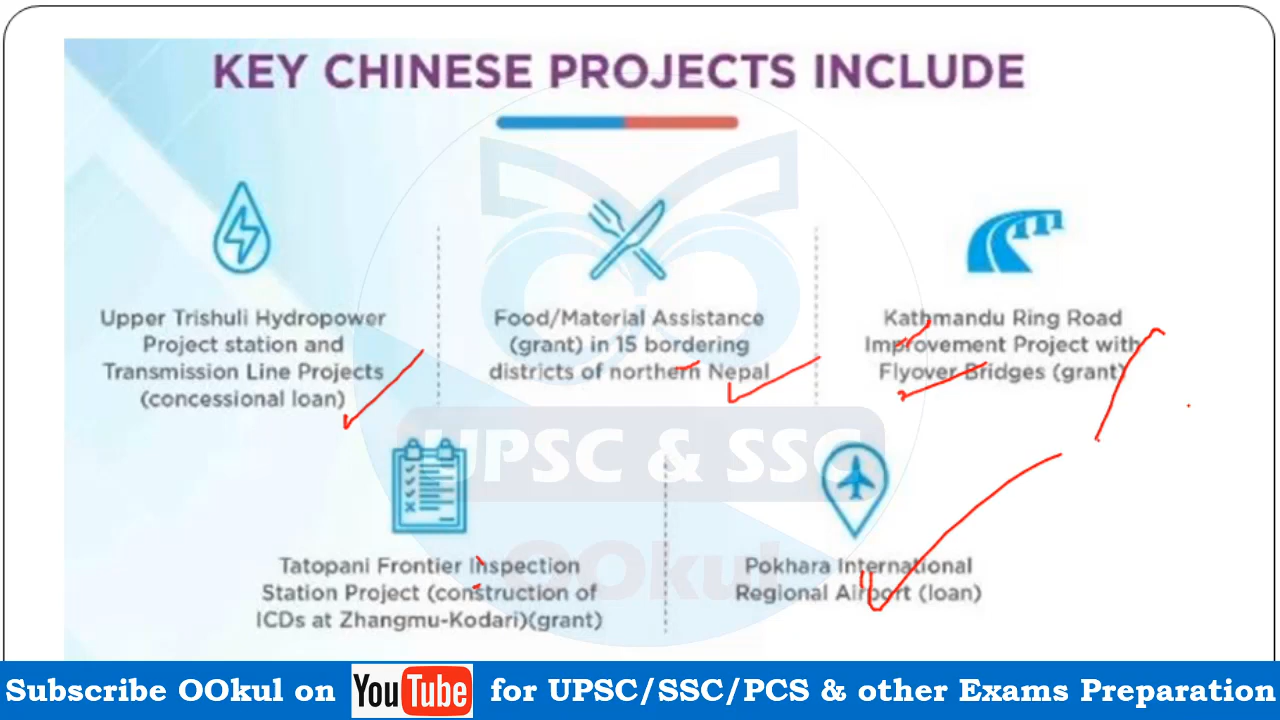 KEY CHINESE PROJECTS INCLUDE
Upper Trishuli Hydropower
Project station and
Transmission Line Projects
(concessional loan)
Food/Material Assistance
(grant) in 15 bordering
districts of northern Nepal
Kathmandu Ring Road
Improvement Project with
Flyover Bridges (grant)
UPSC & SSC
OOkul
Tatopani Frontier Inspection
Station Project (construction of
ICDs at Zhangmu-Kodari)(grant)
Pokhara International
Regional Airport (loan)
Subscribe OOkul on YouTube for UPSC/SSC/PCS & other Exams Preparation